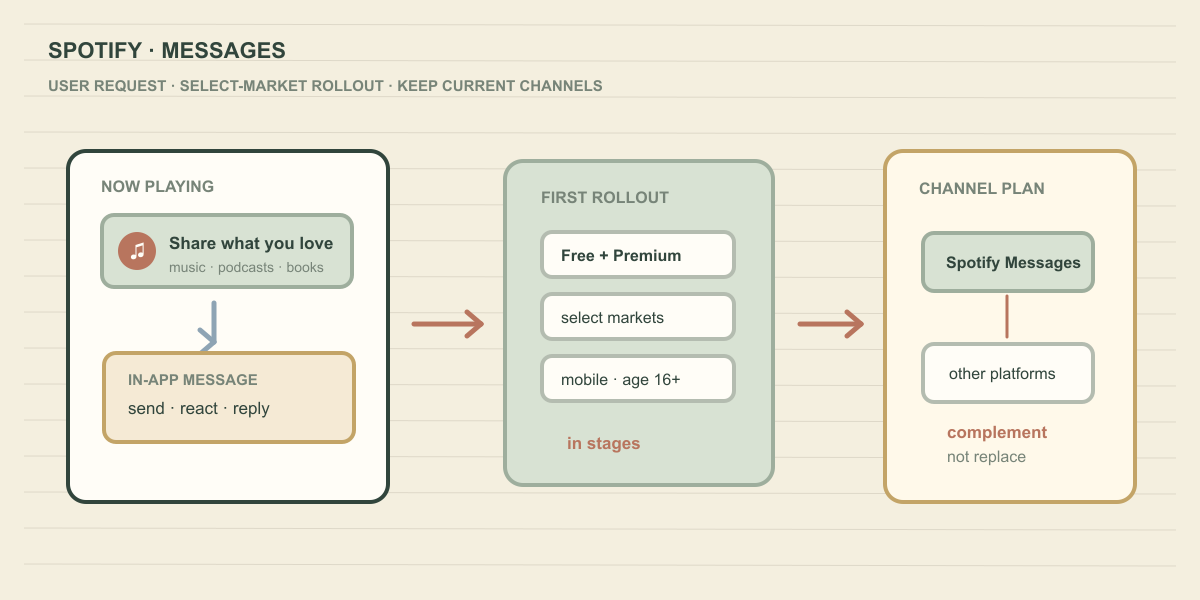 SPOTIFY · MESSAGES
USER REQUEST · SELECT-MARKET ROLLOUT · KEEP CURRENT CHANNELS
NOW PLAYING
Share what you love
music · podcasts · books
IN-APP MESSAGE
send · react · reply
FIRST ROLLOUT
Free + Premium
select markets
mobile · age 16+
in stages
CHANNEL PLAN
Spotify Messages
other platforms
complement
not replace